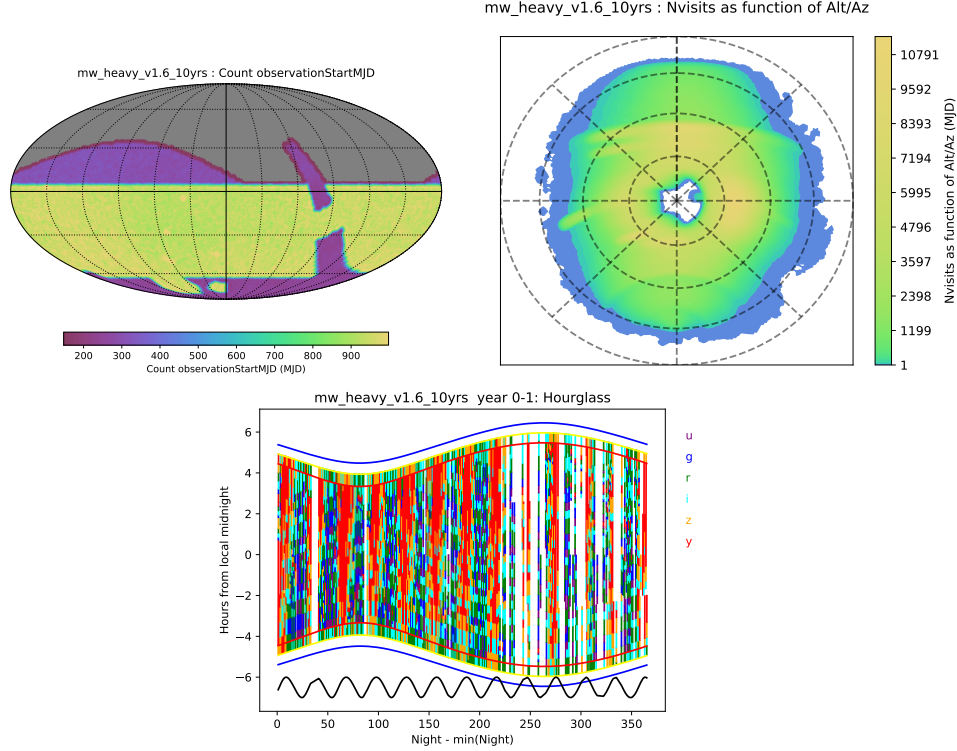 mw_heavy_v1.6_10yrs : Nvisits as function of Alt/Az
mw_heavy_v1.6_10yrs : Count observationStartMJD
200 300 400 500 600 700 800 900
Count observationStartMJD (MJD)
10791
9592
8393
7194
5995
4796
3597
2398
1199
1
Nvisits as function of Alt/Az (MJD)
mw_heavy_v1.6_10yrs year 0-1: Hourglass
6
4
2
0
−2
−4
−6
Hours from local midnight
0 50 100 150 200 250 300 350
Night - min(Night)
u
g
r
i
z
y